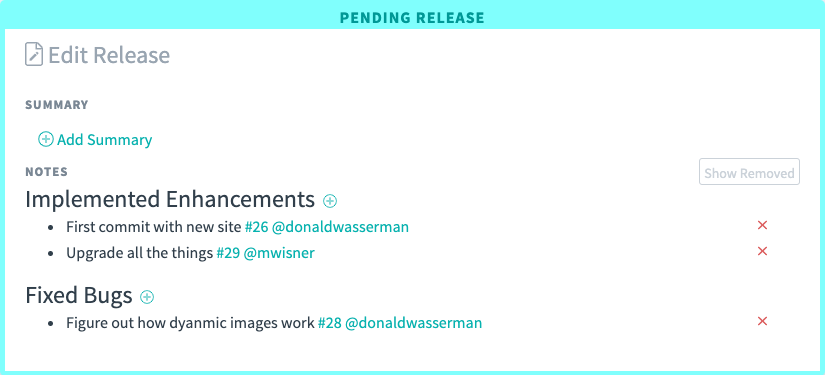 PENDING RELEASE
Edit Release
SUMMARY
Add Summary
NOTES
Show Removed
Implemented Enhancements
First commit with new site #26 @donaldwasserman
Upgrade all the things #29 @mwisner
Fixed Bugs
Figure out how dyanmic images work #28 @donaldwasserman